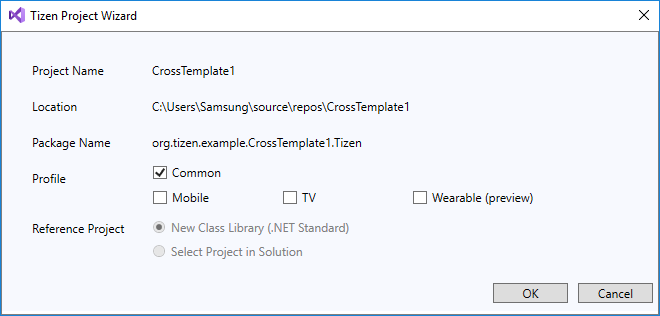 Tizen Project Wizard
Project Name CrossTemplate1
Location C:\Users\Samsung\source\repos\CrossTemplate1
Package Name org.tizen.example.CrossTemplate1.Tizen
Profile Common
Mobile TV Wearable (preview)
Reference Project New Class Library (.NET Standard)
Select Project in Solution
OK Cancel